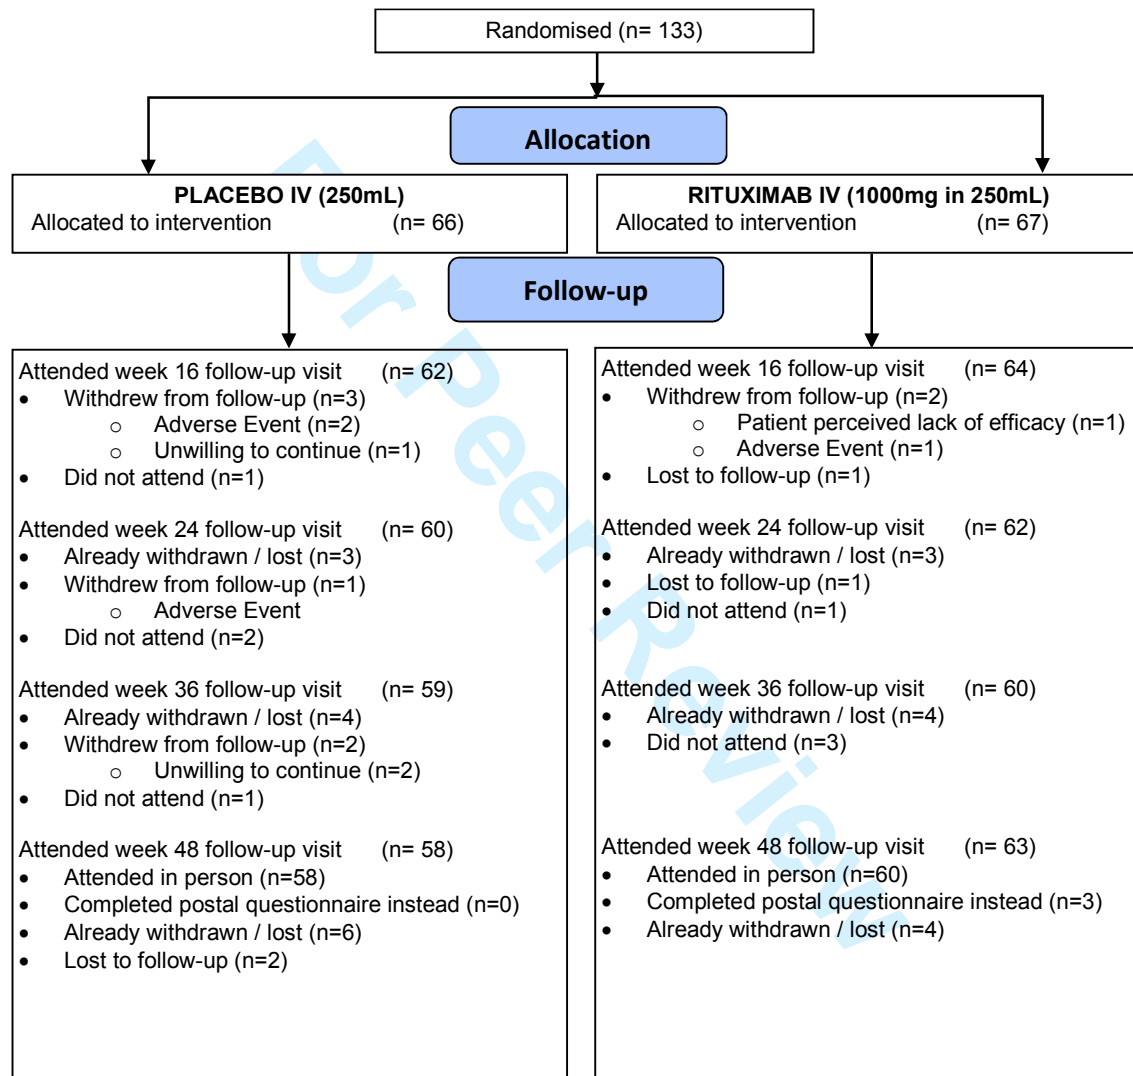 Randomised (n= 133)
Allocation
PLACEBO IV (250mL)
Allocated to intervention (n= 66)
RITUXIMAB IV (1000mg in 250mL)
Allocated to intervention (n= 67)
Follow-up
Attended week 16 follow-up visit (n= 62)
• Withdrew from follow-up (n=3)
o Adverse Event (n=2)
o Unwilling to continue (n=1)
• Did not attend (n=1)
Attended week 24 follow-up visit (n= 60)
• Already withdrawn / lost (n=3)
• Withdrew from follow-up (n=1)
o Adverse Event
• Did not attend (n=2)
Attended week 36 follow-up visit (n= 59)
• Already withdrawn / lost (n=4)
• Withdrew from follow-up (n=2)
o Unwilling to continue (n=2)
• Did not attend (n=1)
Attended week 48 follow-up visit (n= 58)
• Attended in person (n=58)
• Completed postal questionnaire instead (n=0)
• Already withdrawn / lost (n=6)
• Lost to follow-up (n=2)
Attended week 16 follow-up visit (n= 64)
• Withdrew from follow-up (n=2)
o Patient perceived lack of efficacy (n=1)
o Adverse Event (n=1)
• Lost to follow-up (n=1)
Attended week 24 follow-up visit (n= 62)
• Already withdrawn / lost (n=3)
• Lost to follow-up (n=1)
• Did not attend (n=1)
Attended week 36 follow-up visit (n= 60)
• Already withdrawn / lost (n=4)
• Did not attend (n=3)
Attended week 48 follow-up visit (n= 63)
• Attended in person (n=60)
• Completed postal questionnaire instead (n=3)
• Already withdrawn / lost (n=4)
For Peer Review